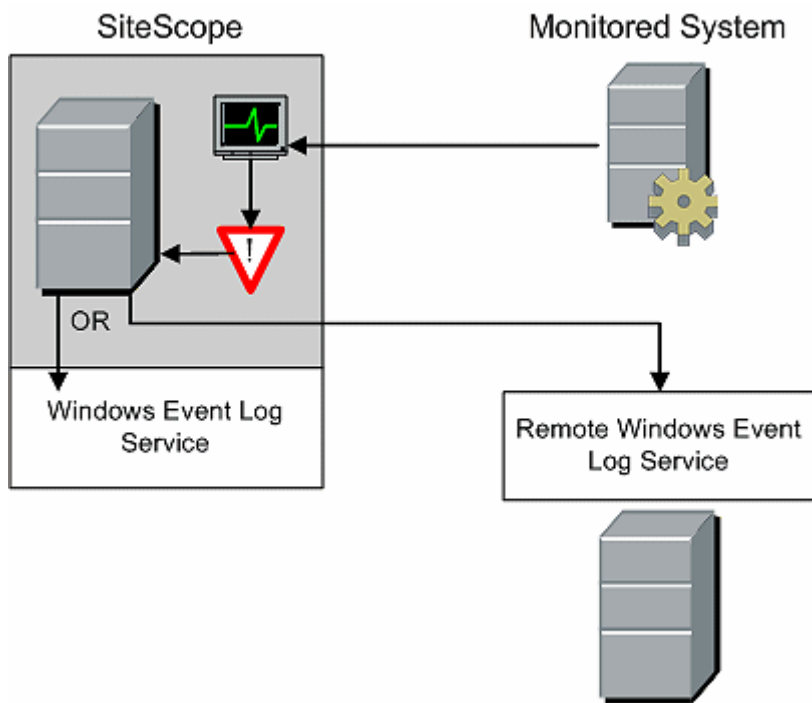 SiteScope
Monitored System
!
OR
Windows Event Log
Service
Remote Windows Event
Log Service